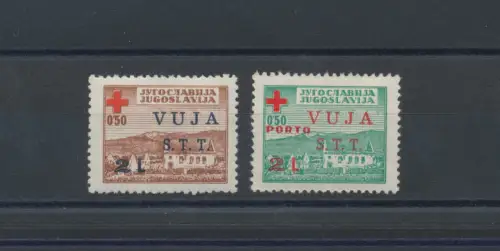 ЈУГОСЛАВИЈА
JUGOSLAVIJA
0'50
VUJA
S.T.T.
2 L
ЈУГОСЛАВИЈА
JUGOSLAVIJA
0'50
VUJA
PORTO
S.T.T.
2 L